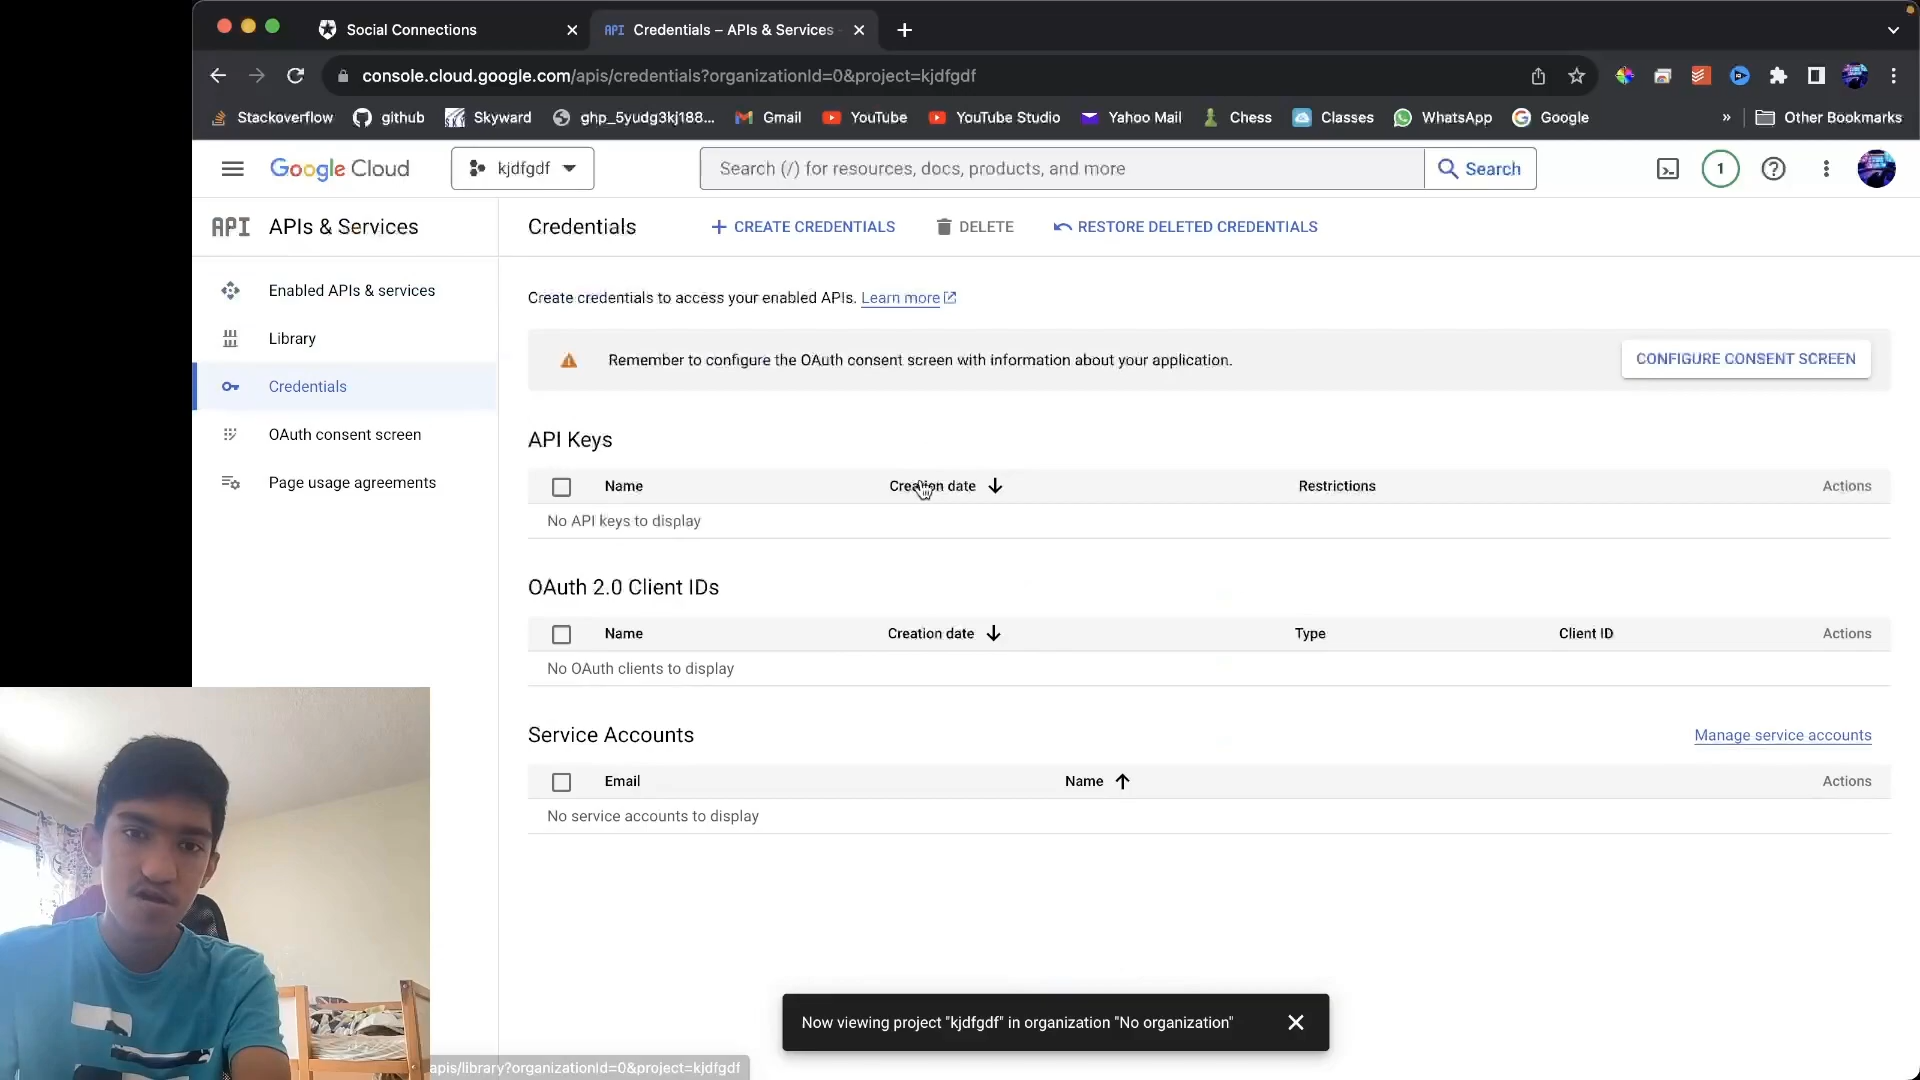 Social Connections
API Credentials – APIs & Services
console.cloud.google.com/apis/credentials?organizationId=0&project=kjdfgdf
Stackoverflow github Skyward ghp_5yudg3kj188... Gmail YouTube YouTube Studio Yahoo Mail Chess Classes WhatsApp Google » Other Bookmarks
Google Cloud kjdfgdf Search (/) for resources, docs, products, and more Search 1
API APIs & Services
Credentials + CREATE CREDENTIALS DELETE RESTORE DELETED CREDENTIALS
Enabled APIs & services
Library
Credentials
OAuth consent screen
Page usage agreements
Create credentials to access your enabled APIs. Learn more
Remember to configure the OAuth consent screen with information about your application. CONFIGURE CONSENT SCREEN
API Keys
Name Creation date Restrictions Actions
No API keys to display
OAuth 2.0 Client IDs
Name Creation date Type Client ID Actions
No OAuth clients to display
Service Accounts Manage service accounts
Email Name Actions
No service accounts to display
Now viewing project "kjdfgdf" in organization "No organization"
apis/library?organizationId=0&project=kjdfgdf